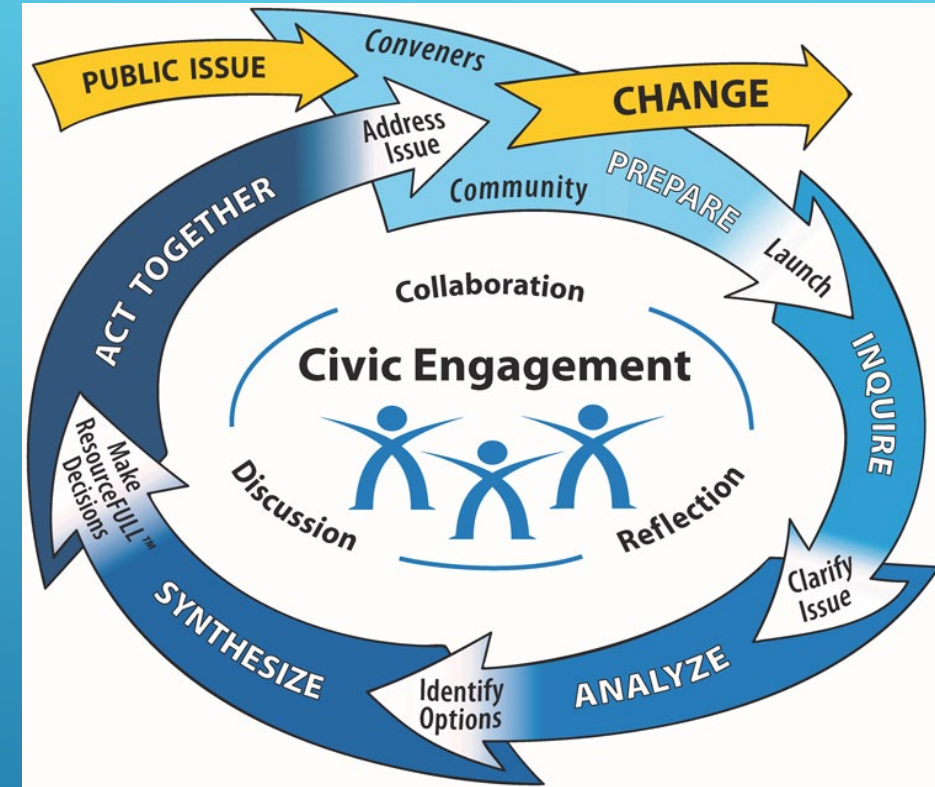 PUBLIC ISSUE
Conveners
CHANGE
Address
Issue
Community
PREPARE
Launch
INQUIRE
Clarify
Issue
ANALYZE
Identify
Options
SYNTHESIZE
Make
ResourceFULL™
Decisions
ACT TOGETHER
Collaboration
Civic Engagement
Discussion
Reflection